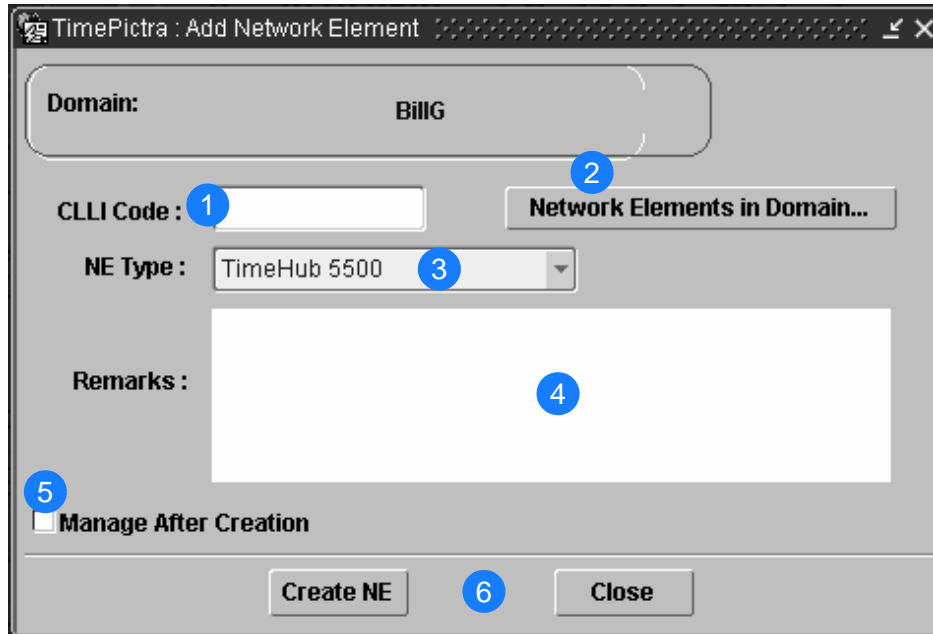 TimePictra : Add Network Element
Domain:
BillG
2
CLLI Code : 1
Network Elements in Domain...
NE Type : TimeHub 5500 3
Remarks : 4
5
Manage After Creation
Create NE 6 Close